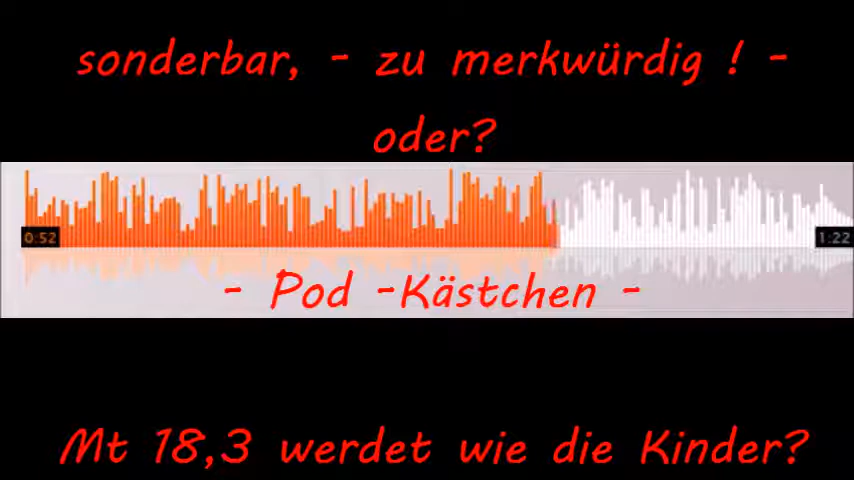 sonderbar, - zu merkwürdig ! -
oder?
0:52
1:22
- Pod -Kästchen -
Mt 18,3 werdet wie die Kinder?